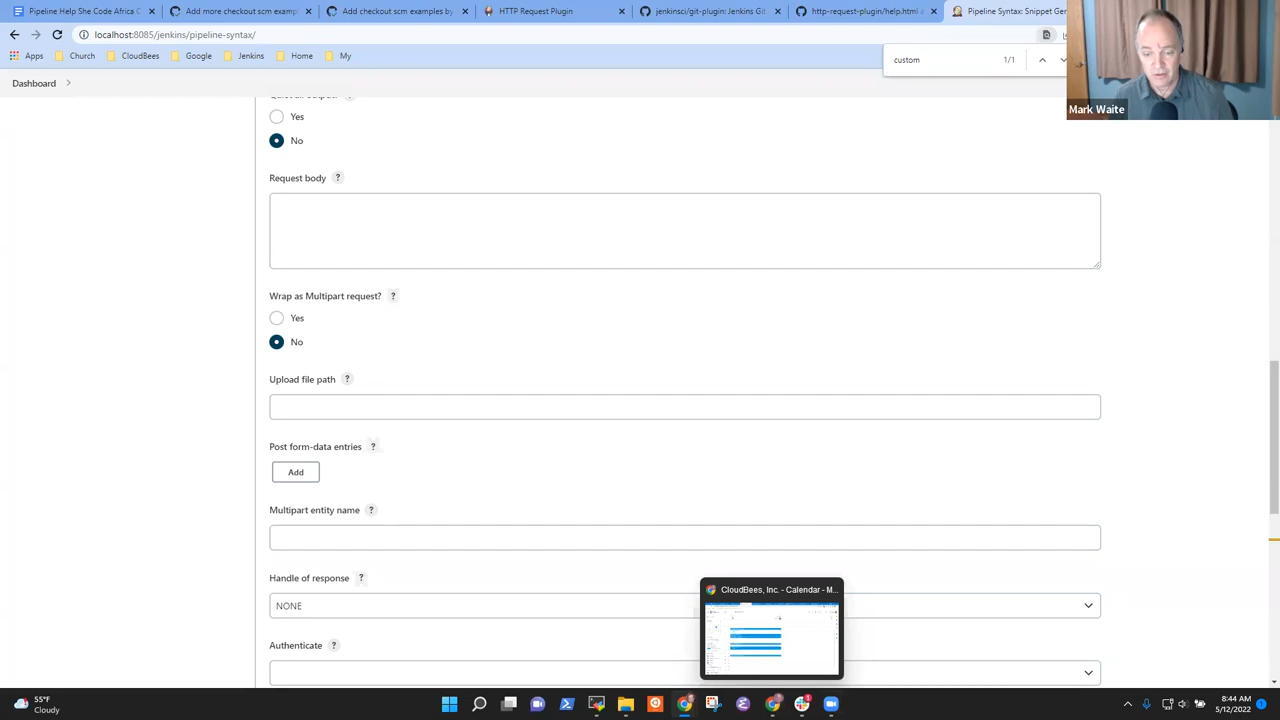 Pipeline Help She Code Africa C
Add more checkout scm example
Add checkout scm examples by
HTTP Request Plugin
jenkinsci/git-plugin: Jenkins Git
http-request-plugin/help.html a
Pipeline Syntax: Snippet Gen
localhost:8085/jenkins/pipeline-syntax/
Apps
Church
CloudBees
Google
Jenkins
Home
My
custom
1/1
Dashboard
Mark Waite
Yes
No
Request body ?
Wrap as Multipart request? ?
Yes
No
Upload file path ?
Post form-data entries ?
Add
Multipart entity name ?
CloudBees, Inc. - Calendar - M...
Handle of response ?
NONE
Authenticate ?
55°F
Cloudy
8:44 AM
5/12/2022